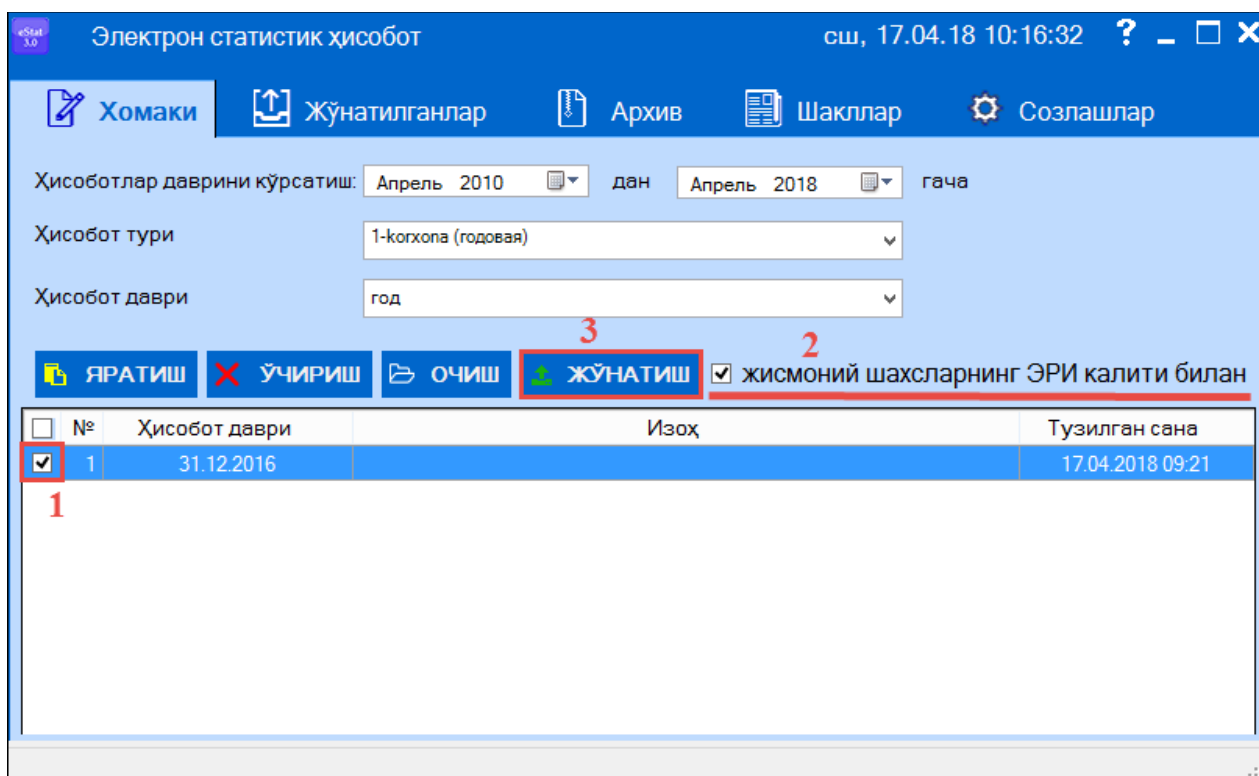 eStat 3.0 Электрон статистик ҳисобот сш, 17.04.18 10:16:32 ?
Хомаки Жўнатилганлар Архив Шакллар Созлашлар
Ҳисоботлар даврини кўрсатиш: Апрель 2010 дан Апрель 2018 гача
Ҳисобот тури 1-korxona (годовая)
Ҳисобот даври год
3 2
ЯРАТИШ ЎЧИРИШ ОЧИШ ЖЎНАТИШ жисмоний шахсларнинг ЭРИ калити билан
№ Ҳисобот даври Изоҳ Тузилган сана
1 31.12.2016 17.04.2018 09:21
1